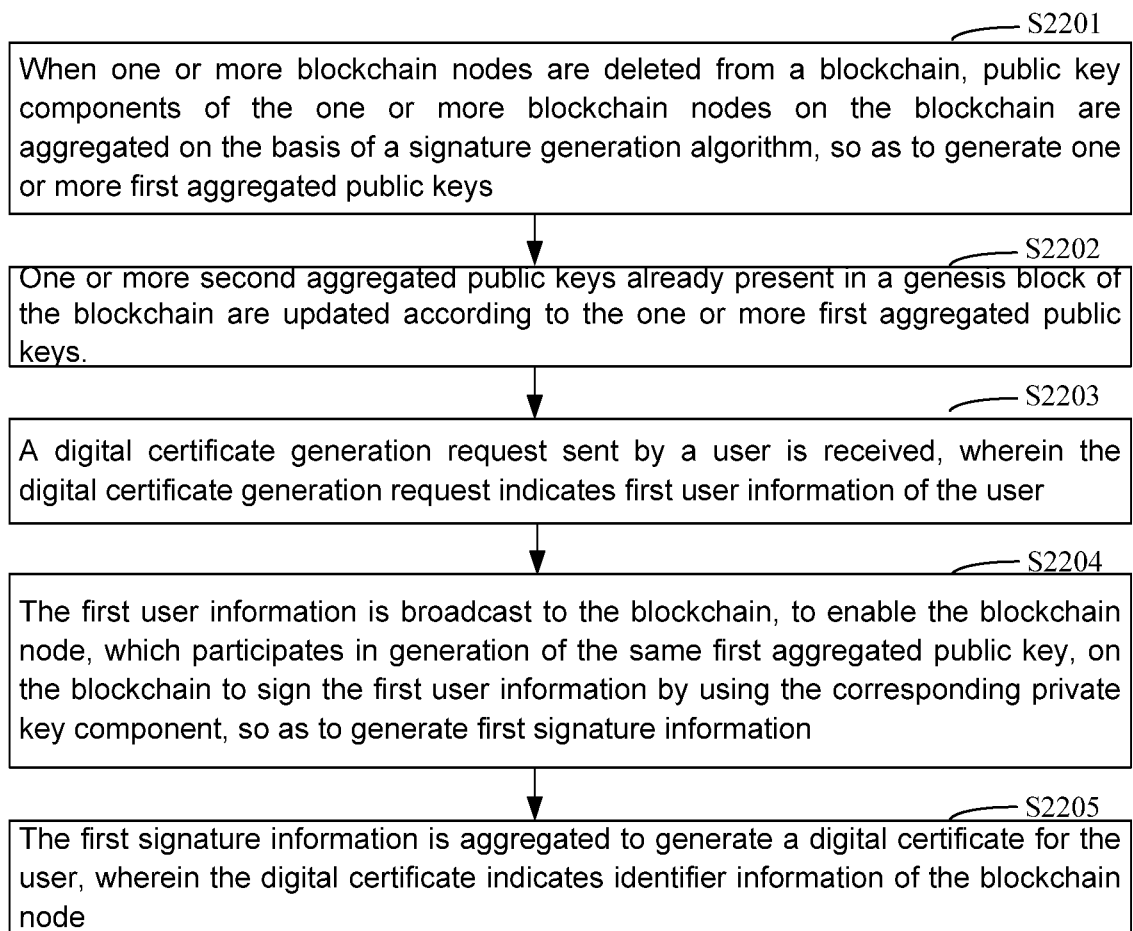 S2201
When one or more blockchain nodes are deleted from a blockchain, public key
components of the one or more blockchain nodes on the blockchain are
aggregated on the basis of a signature generation algorithm, so as to generate one
or more first aggregated public keys
S2202
One or more second aggregated public keys already present in a genesis block of
the blockchain are updated according to the one or more first aggregated public
keys.
S2203
A digital certificate generation request sent by a user is received, wherein the
digital certificate generation request indicates first user information of the user
S2204
The first user information is broadcast to the blockchain, to enable the blockchain
node, which participates in generation of the same first aggregated public key, on
the blockchain to sign the first user information by using the corresponding private
key component, so as to generate first signature information
S2205
The first signature information is aggregated to generate a digital certificate for the
user, wherein the digital certificate indicates identifier information of the blockchain
node